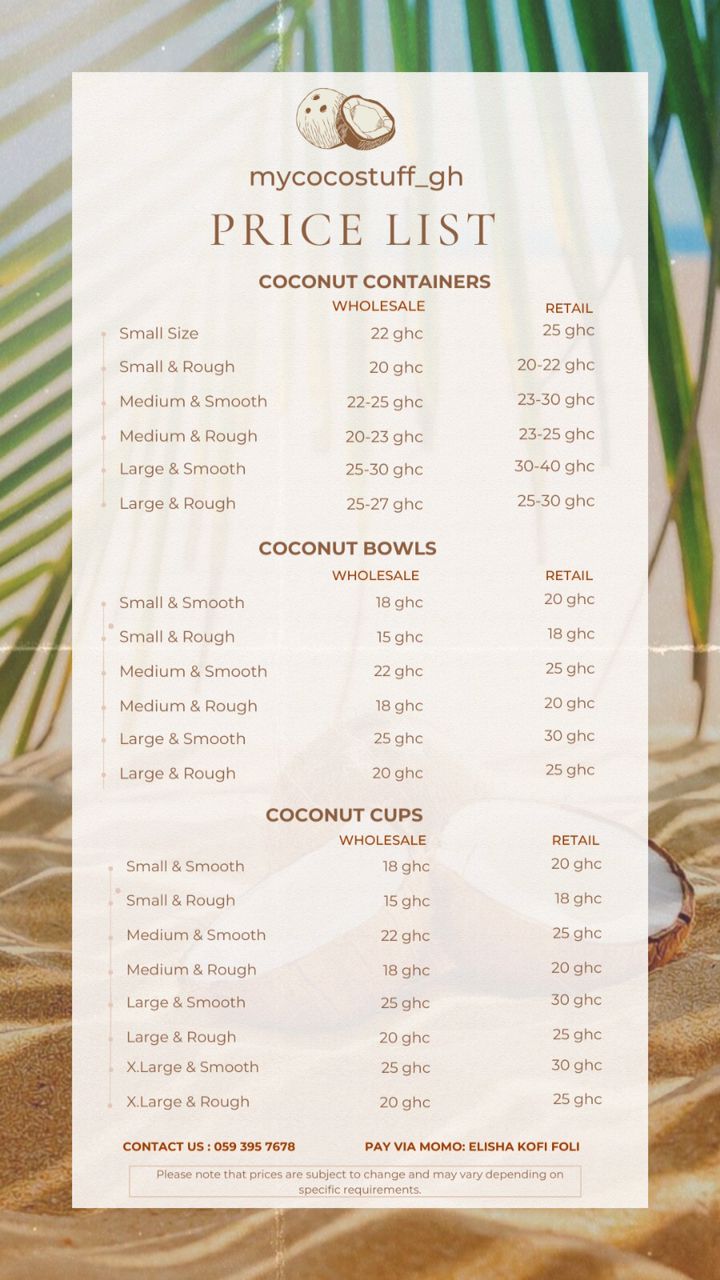 mycocostuff_gh
PRICE LIST
COCONUT CONTAINERS
WHOLESALE RETAIL
Small Size 22 ghc 25 ghc
Small & Rough 20 ghc 20-22 ghc
Medium & Smooth 22-25 ghc 23-30 ghc
Medium & Rough 20-23 ghc 23-25 ghc
Large & Smooth 25-30 ghc 30-40 ghc
Large & Rough 25-27 ghc 25-30 ghc
COCONUT BOWLS
WHOLESALE RETAIL
Small & Smooth 18 ghc 20 ghc
Small & Rough 15 ghc 18 ghc
Medium & Smooth 22 ghc 25 ghc
Medium & Rough 18 ghc 20 ghc
Large & Smooth 25 ghc 30 ghc
Large & Rough 20 ghc 25 ghc
COCONUT CUPS
WHOLESALE RETAIL
Small & Smooth 18 ghc 20 ghc
Small & Rough 15 ghc 18 ghc
Medium & Smooth 22 ghc 25 ghc
Medium & Rough 18 ghc 20 ghc
Large & Smooth 25 ghc 30 ghc
Large & Rough 20 ghc 25 ghc
X.Large & Smooth 25 ghc 30 ghc
X.Large & Rough 20 ghc 25 ghc
CONTACT US : 059 395 7678 PAY VIA MOMO: ELISHA KOFI FOLI
Please note that prices are subject to change and may vary depending on
specific requirements.